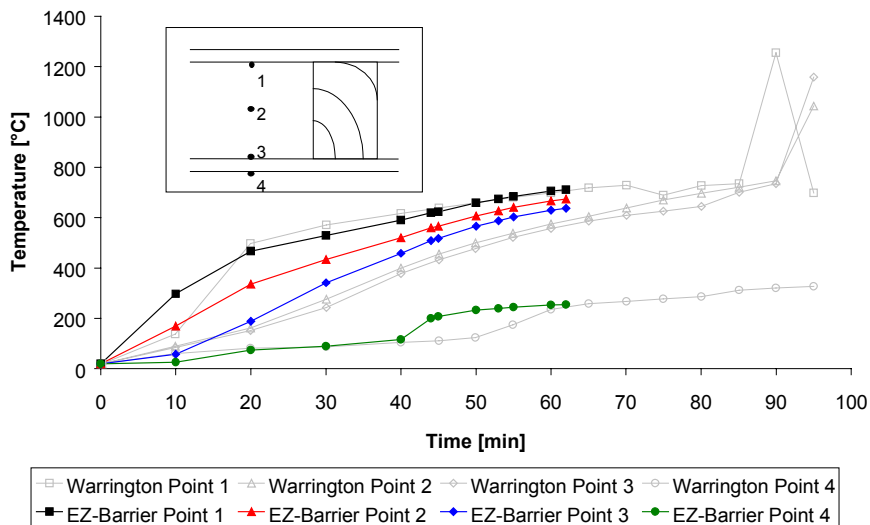 1400
1200
1000
800
600
400
200
0
Temperature [°C]
1
2
3
4
0 10 20 30 40 50 60 70 80 90 100
Time [min]
Warrington Point 1 Warrington Point 2 Warrington Point 3 Warrington Point 4
EZ-Barrier Point 1 EZ-Barrier Point 2 EZ-Barrier Point 3 EZ-Barrier Point 4